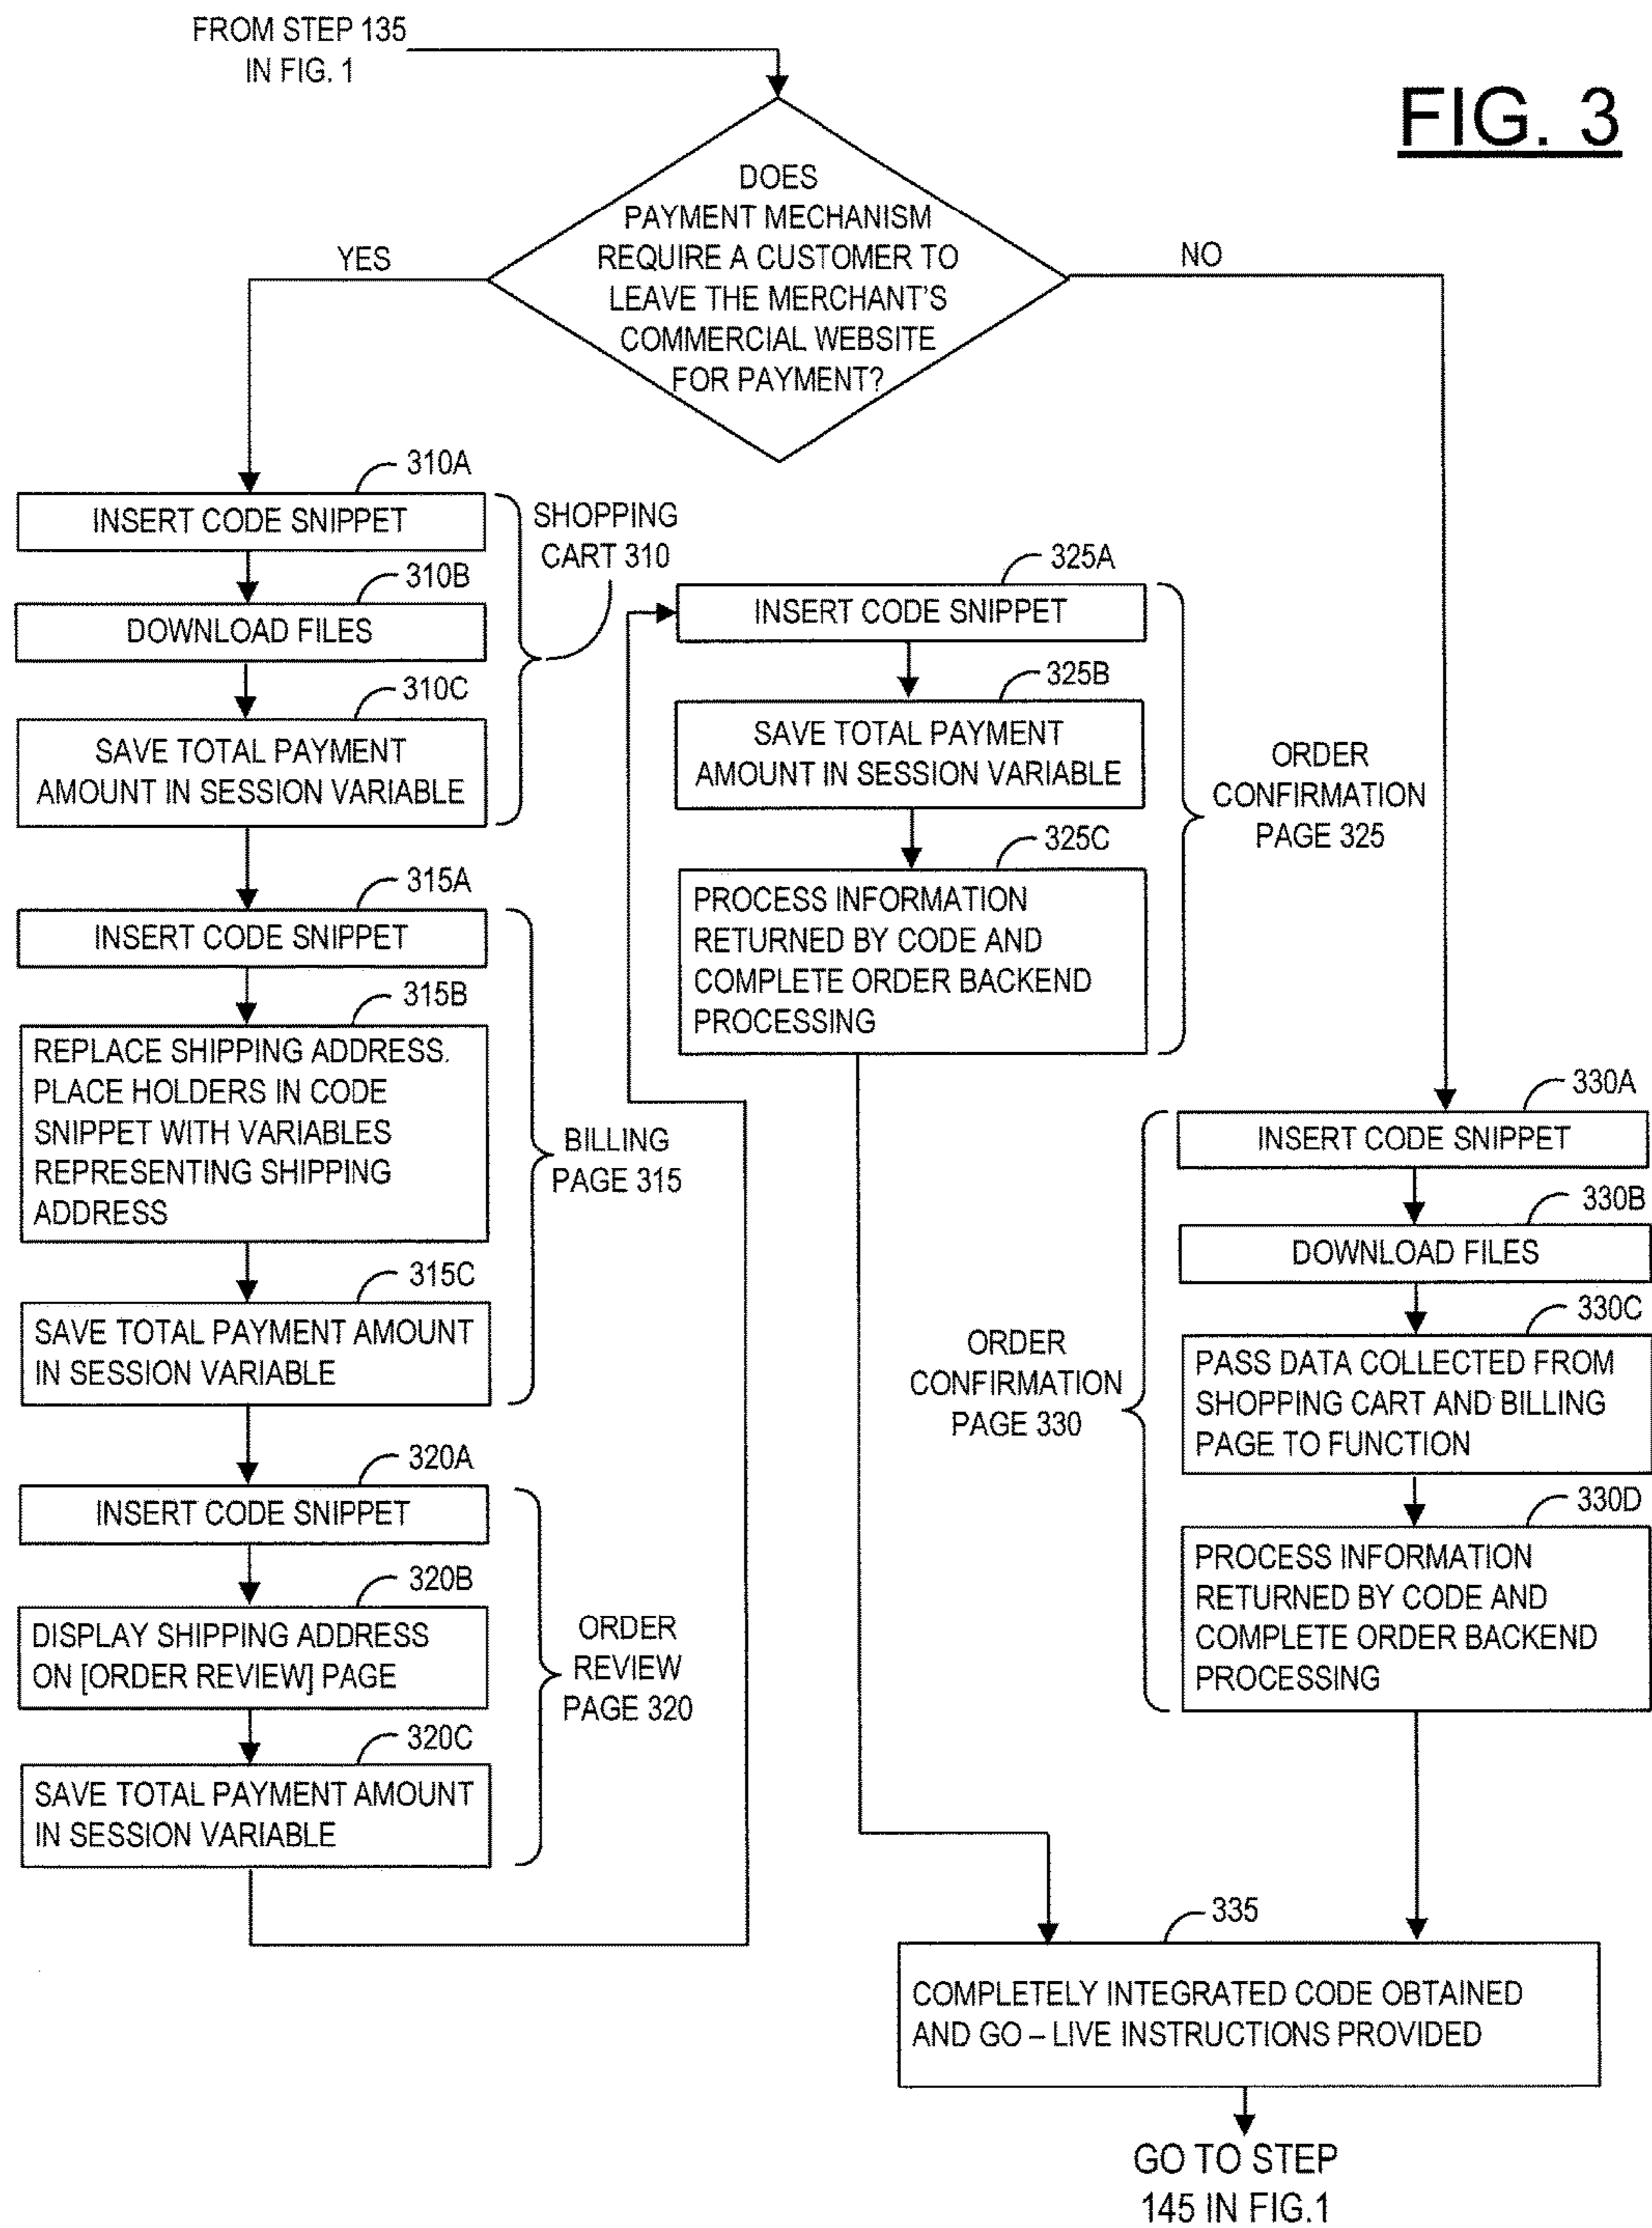 FROM STEP 135
IN FIG. 1
FIG. 3
DOES
PAYMENT MECHANISM
REQUIRE A CUSTOMER TO
LEAVE THE MERCHANT'S
COMMERCIAL WEBSITE
FOR PAYMENT?
YES
NO
310A
INSERT CODE SNIPPET
310B
DOWNLOAD FILES
310C
SAVE TOTAL PAYMENT
AMOUNT IN SESSION VARIABLE
SHOPPING
CART 310
315A
INSERT CODE SNIPPET
315B
REPLACE SHIPPING ADDRESS.
PLACE HOLDERS IN CODE
SNIPPET WITH VARIABLES
REPRESENTING SHIPPING
ADDRESS
315C
SAVE TOTAL PAYMENT AMOUNT
IN SESSION VARIABLE
BILLING
PAGE 315
320A
INSERT CODE SNIPPET
320B
DISPLAY SHIPPING ADDRESS
ON [ORDER REVIEW] PAGE
320C
SAVE TOTAL PAYMENT AMOUNT
IN SESSION VARIABLE
ORDER
REVIEW
PAGE 320
325A
INSERT CODE SNIPPET
325B
SAVE TOTAL PAYMENT
AMOUNT IN SESSION VARIABLE
325C
PROCESS INFORMATION
RETURNED BY CODE AND
COMPLETE ORDER BACKEND
PROCESSING
ORDER
CONFIRMATION
PAGE 325
330A
INSERT CODE SNIPPET
330B
DOWNLOAD FILES
330C
PASS DATA COLLECTED FROM
SHOPPING CART AND BILLING
PAGE TO FUNCTION
330D
PROCESS INFORMATION
RETURNED BY CODE AND
COMPLETE ORDER BACKEND
PROCESSING
ORDER
CONFIRMATION
PAGE 330
335
COMPLETELY INTEGRATED CODE OBTAINED
AND GO – LIVE INSTRUCTIONS PROVIDED
GO TO STEP
145 IN FIG.1